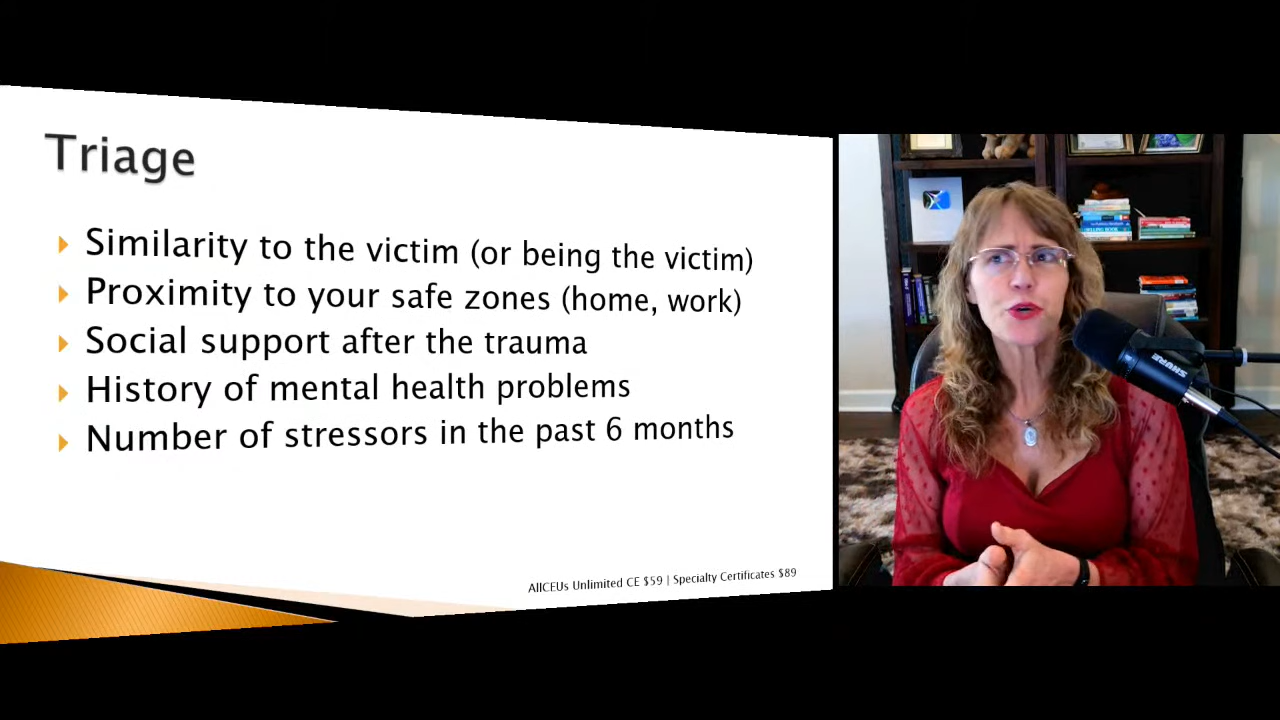 Triage
Similarity to the victim (or being the victim)
Proximity to your safe zones (home, work)
Social support after the trauma
History of mental health problems
Number of stressors in the past 6 months
AllCEUs Unlimited CE $59 | Specialty Certificates $89
SHURE